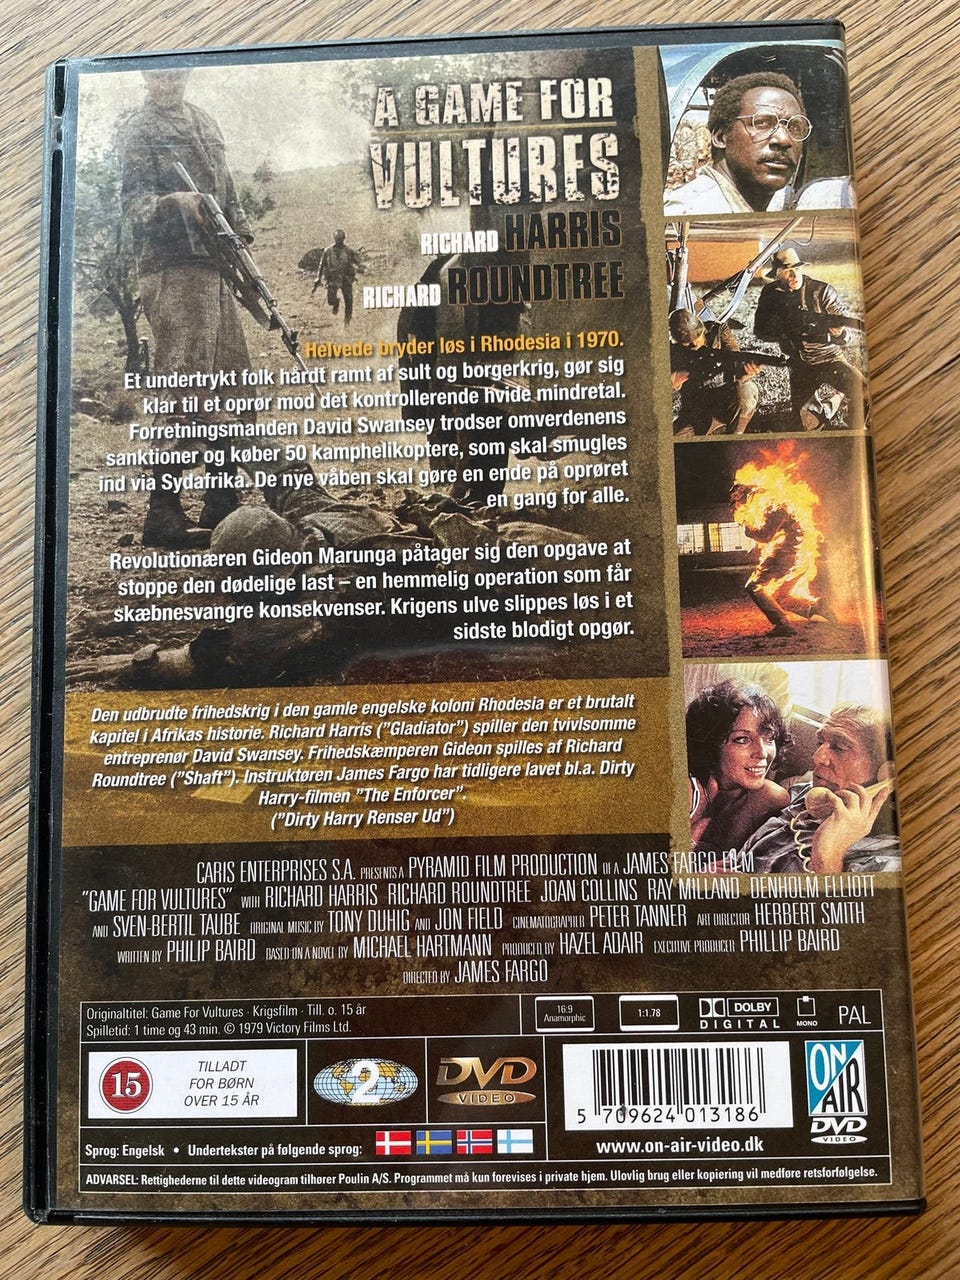 A GAME FOR
VULTURES
RICHARD HARRIS
RICHARD ROUNDTREE
Helvede bryder løs i Rhodesia i 1970.
Et undertrykt folk hårdt ramt af sult og borgerkrig, gør sig
klar til et oprør mod det kontrollerende hvide mindretal.
Forretningsmanden David Swansey trodser omverdenens
sanktioner og køber 50 kamphelikoptere, som skal smugles
ind via Sydafrika. De nye våben skal gøre en ende på oprøret
en gang for alle.
Revolutionæren Gideon Marunga påtager sig den opgave at
stoppe den dødelige last – en hemmelig operation som får
skæbnesvangre konsekvenser. Krigens ulve slippes løs i et
sidste blodigt opgør.
Den udbrudte frihedskrig i den gamle engelske koloni Rhodesia er et brutalt
kapitel i Afrikas historie. Richard Harris ("Gladiator") spiller den tvivlsomme
entreprenør David Swansey. Frihedskæmperen Gideon spilles af Richard
Roundtree ("Shaft"). Instruktøren James Fargo har tidligere lavet bl.a. Dirty
Harry-filmen "The Enforcer".
("Dirty Harry Renser Ud")
CARIS ENTERPRISES S.A. PRESENTS A PYRAMID FILM PRODUCTION OF A JAMES FARGO FILM
"GAME FOR VULTURES" WITH RICHARD HARRIS RICHARD ROUNDTREE JOAN COLLINS RAY MILLAND DENHOLM ELLIOTT
AND SVEN-BERTIL TAUBE ORIGINAL MUSIC BY TONY DUHIG AND JON FIELD CINEMATOGRAPHER PETER TANNER ART DIRECTOR HERBERT SMITH
WRITTEN BY PHILIP BAIRD BASED ON A NOVEL BY MICHAEL HARTMANN PRODUCED BY HAZEL ADAIR EXECUTIVE PRODUCER PHILLIP BAIRD
DIRECTED BY JAMES FARGO
Originaltitel: Game For Vultures · Krigsfilm · Till. o. 15 år
Spilletid: 1 time og 43 min. © 1979 Victory Films Ltd.
16:9
Anamorphic
1:1.78
DOLBY
DIGITAL
MONO
PAL
15
TILLADT
FOR BØRN
OVER 15 ÅR
2
DVD
VIDEO
5 709624 013186
ON
AIR
DVD
VIDEO
Sprog: Engelsk • Undertekster på følgende sprog:
www.on-air-video.dk
ADVARSEL: Rettighederne til dette videogram tilhører Poulin A/S. Programmet må kun forevises i private hjem. Ulovlig brug eller kopiering vil medføre retsforfølgelse.